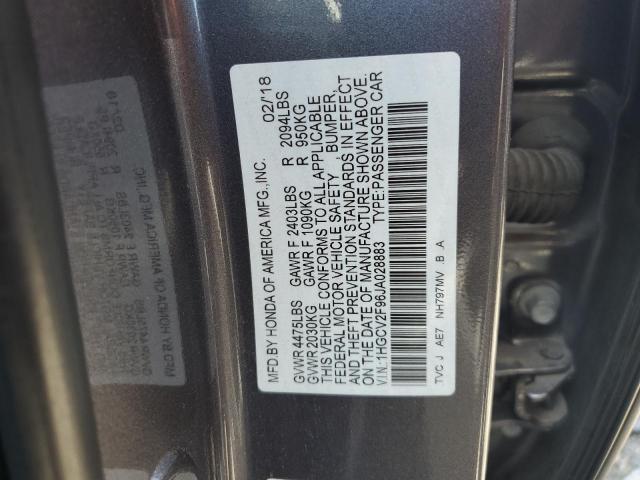 MFD.BY HONDA OF AMERICA MFG.,INC. 02/18
GVWR 4475LBS GAWR F 2403LBS R 2094LBS
GVWR 2030KG GAWR F 1090KG R 950KG
THIS VEHICLE CONFORMS TO ALL APPLICABLE
FEDERAL MOTOR VEHICLE SAFETY , BUMPER,
AND THEFT PREVENTION STANDARDS IN EFFECT
ON THE DATE OF MANUFACTURE SHOWN ABOVE.
V.I.N.:1HGCV2F96JA028883 TYPE:PASSENGER CAR
TVC J AE7 NH797MV .B .A